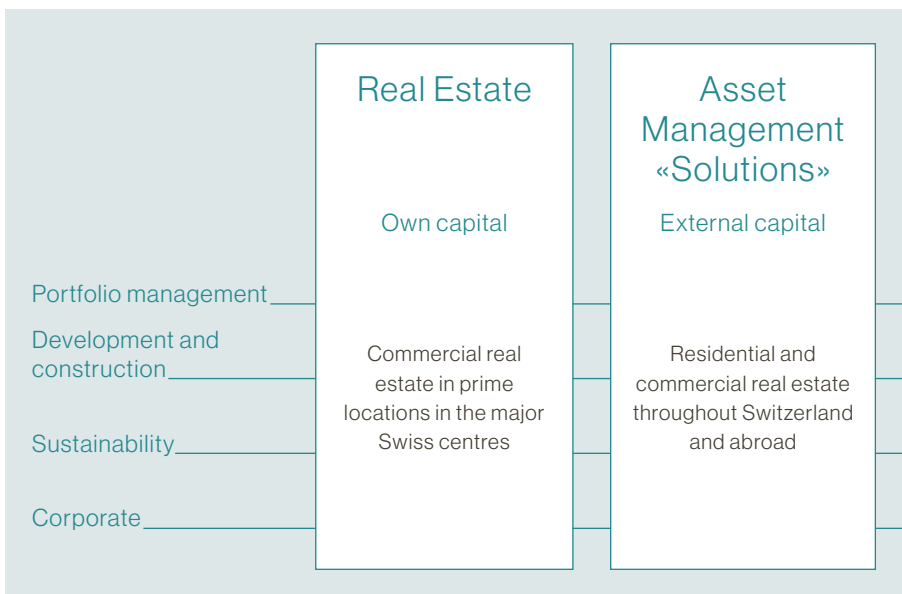 Real Estate
Own capital
Commercial real
estate in prime
locations in the major
Swiss centres
Asset
Management
«Solutions»
External capital
Residential and
commercial real estate
throughout Switzerland
and abroad
Portfolio management
Development and
construction
Sustainability
Corporate